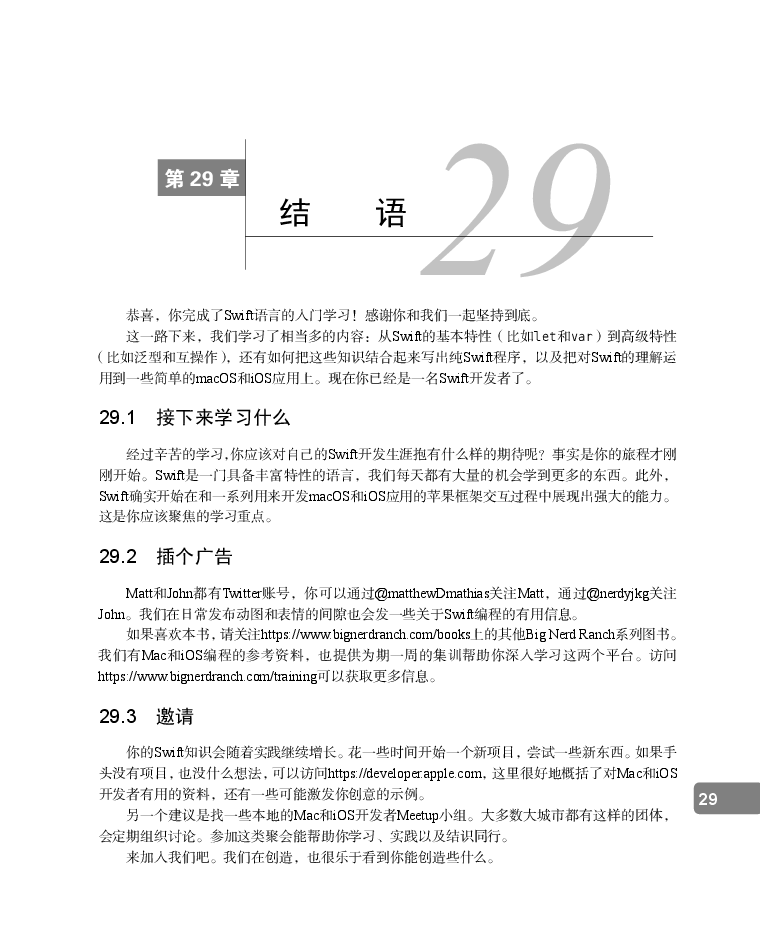 第 29 章
结 语
29
恭喜，你完成了Swift语言的入门学习！感谢你和我们一起坚持到底。
这一路下来，我们学习了相当多的内容：从Swift的基本特性（比如let和var）到高级特性
（比如泛型和互操作），还有如何把这些知识结合起来写出纯Swift程序，以及把对Swift的理解运
用到一些简单的macOS和iOS应用上。现在你已经是一名Swift开发者了。
29.1 接下来学习什么
经过辛苦的学习，你应该对自己的Swift开发生涯抱有什么样的期待呢？事实是你的旅程才刚
刚开始。Swift是一门具备丰富特性的语言，我们每天都有大量的机会学到更多的东西。此外，
Swift确实开始在和一系列用来开发macOS和iOS应用的苹果框架交互过程中展现出强大的能力。
这是你应该聚焦的学习重点。
29.2 插个广告
Matt和John都有Twitter账号，你可以通过@matthewDmathias关注Matt，通过@nerdyjkg关注
John。我们在日常发布动图和表情的间隙也会发一些关于Swift编程的有用信息。
如果喜欢本书，请关注https://www.bignerdranch.com/books上的其他Big Nerd Ranch系列图书。
我们有Mac和iOS编程的参考资料，也提供为期一周的集训帮助你深入学习这两个平台。访问
https://www.bignerdranch.com/training可以获取更多信息。
29.3 邀请
你的Swift知识会随着实践继续增长。花一些时间开始一个新项目，尝试一些新东西。如果手
头没有项目，也没什么想法，可以访问https://developer.apple.com，这里很好地概括了对Mac和iOS
开发者有用的资料，还有一些可能激发你创意的示例。
29
另一个建议是找一些本地的Mac和iOS开发者Meetup小组。大多数大城市都有这样的团体，
会定期组织讨论。参加这类聚会能帮助你学习、实践以及结识同行。
来加入我们吧。我们在创造，也很乐于看到你能创造些什么。